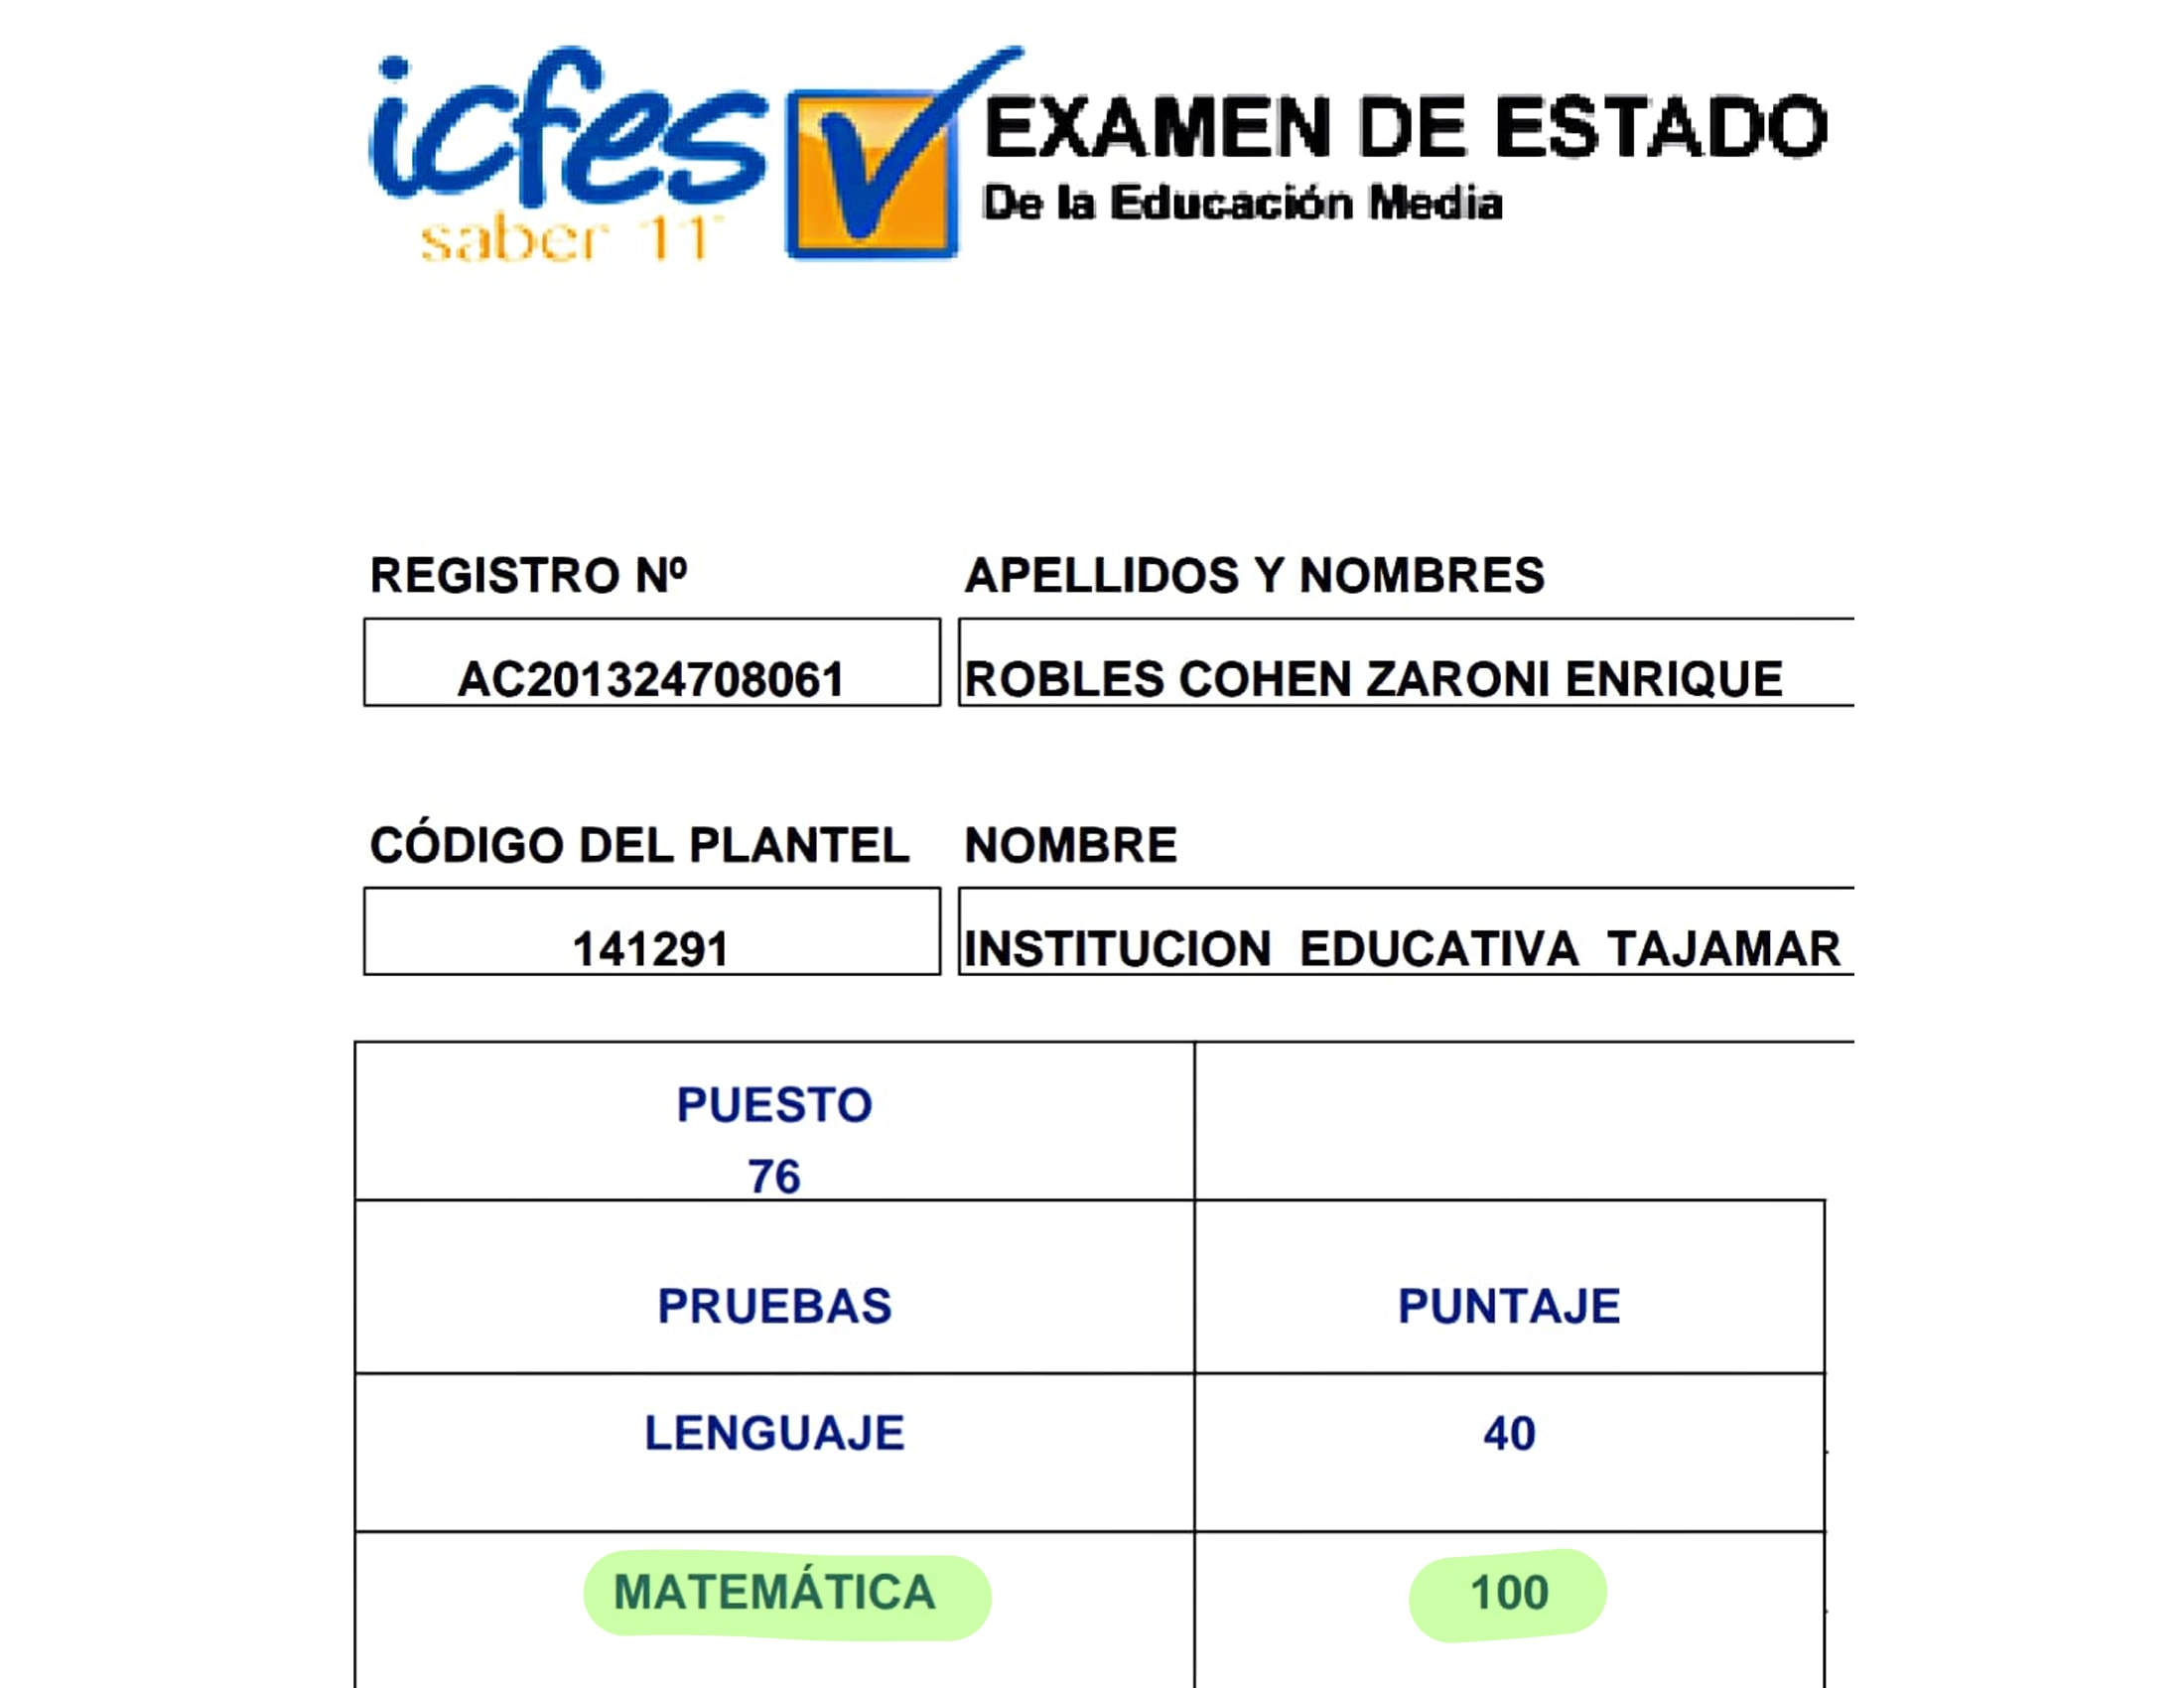 icfes
saber 11°
EXAMEN DE ESTADO
De la Educación Media
REGISTRO Nº
APELLIDOS Y NOMBRES
AC201324708061
ROBLES COHEN ZARONI ENRIQUE
CÓDIGO DEL PLANTEL
NOMBRE
141291
INSTITUCION EDUCATIVA TAJAMAR
PUESTO
76
PRUEBAS
PUNTAJE
LENGUAJE
40
MATEMÁTICA
100